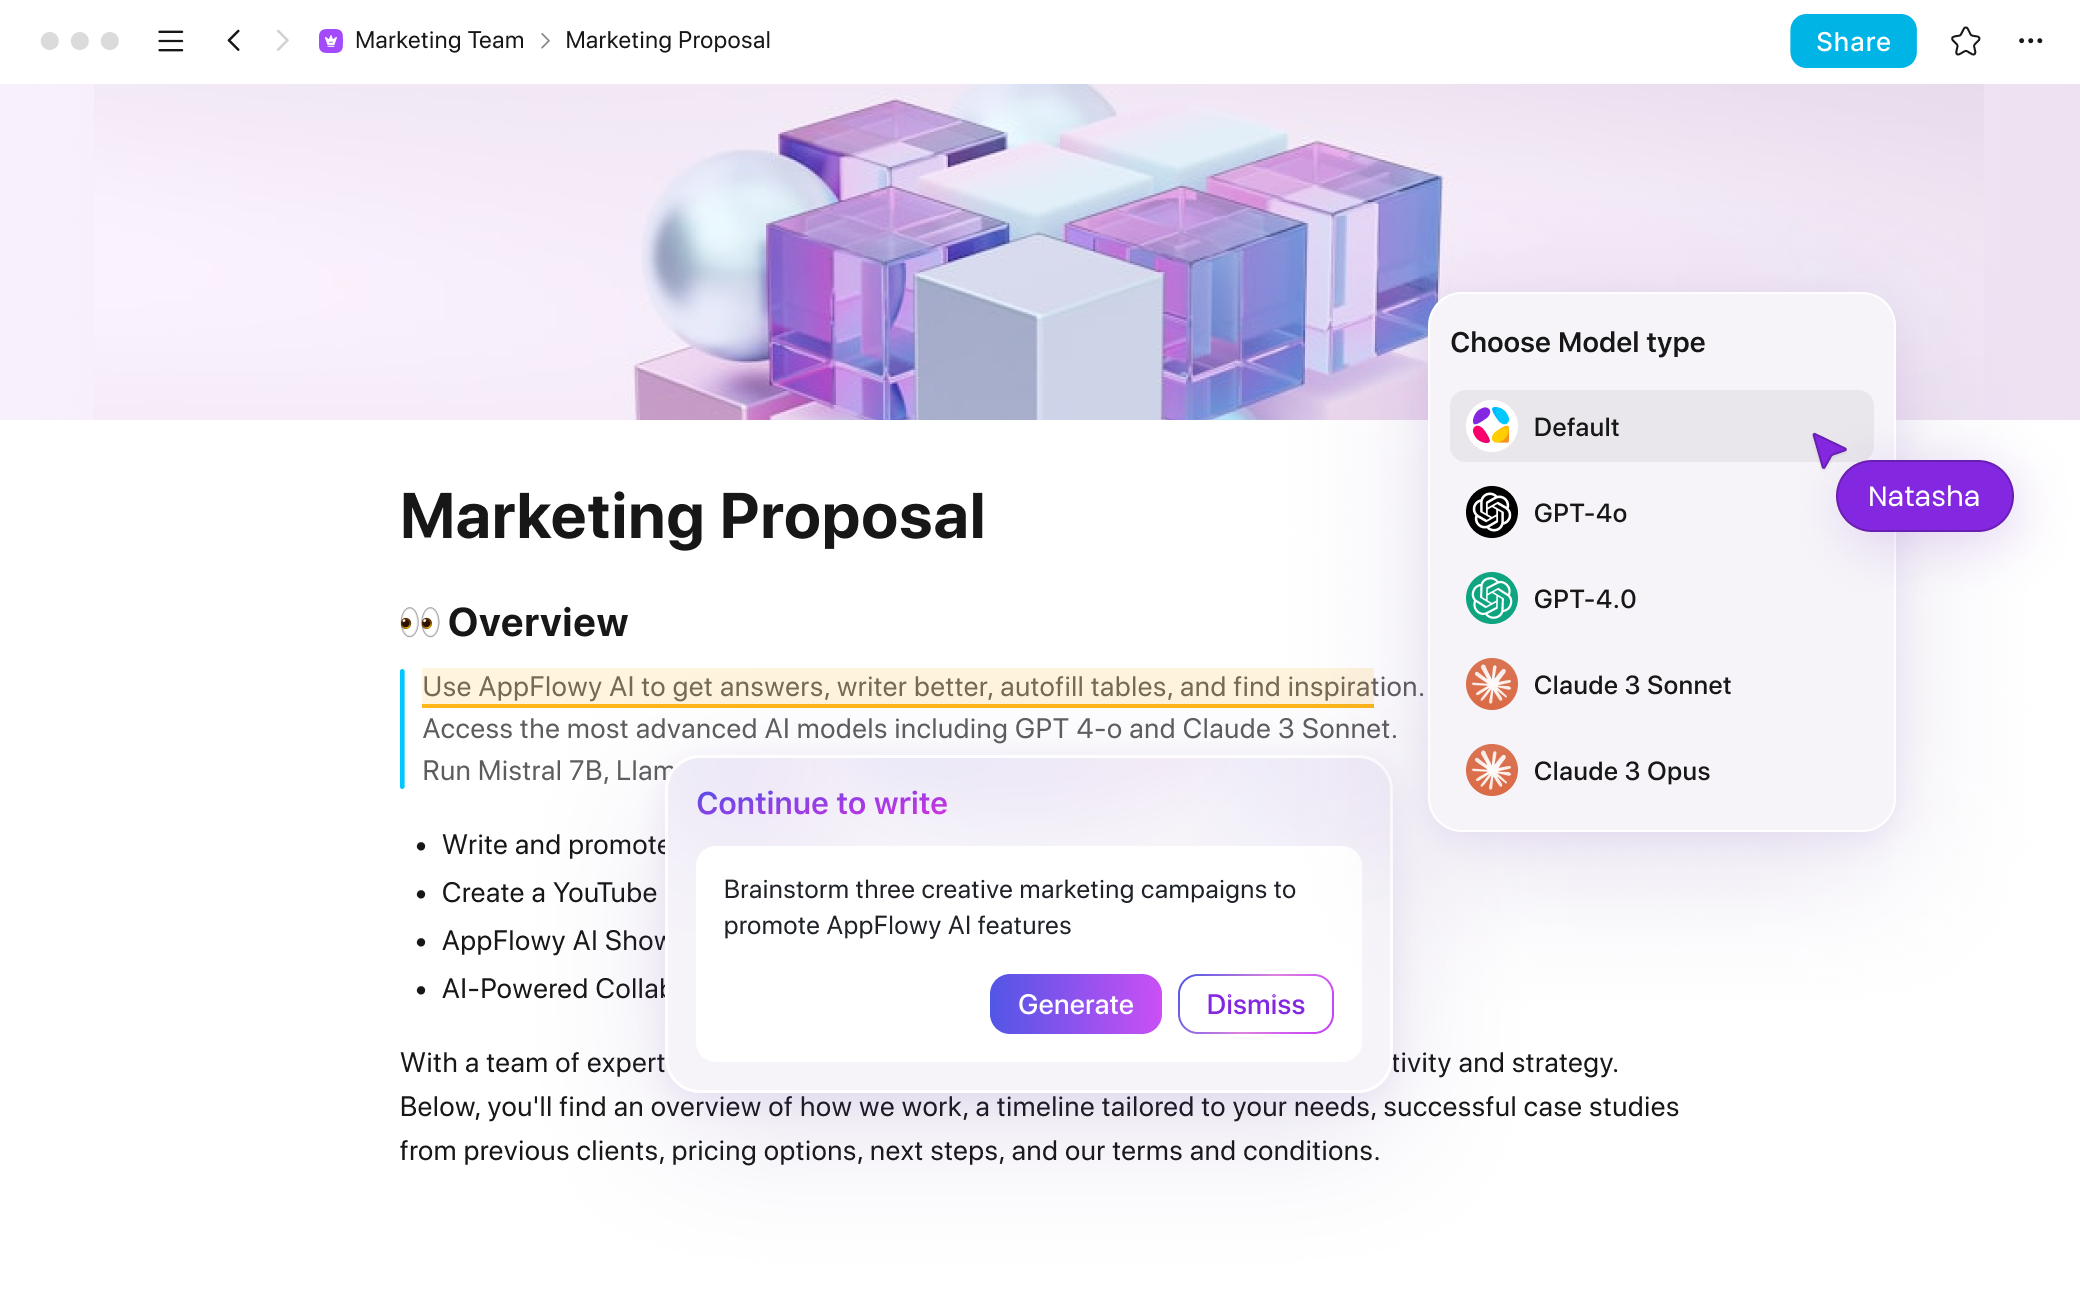 Marketing Team > Marketing Proposal
Share
Choose Model type
Default
Natasha
GPT-4o
GPT-4.0
Claude 3 Sonnet
Claude 3 Opus
Marketing Proposal
👀 Overview
Use AppFlowy AI to get answers, writer better, autofill tables, and find inspiration.
Access the most advanced AI models including GPT 4-o and Claude 3 Sonnet.
Run Mistral 7B,
• Write and promote
• Create a YouTube
• AppFlowy AI
• AI-Powered
Continue to write
Brainstorm three creative marketing campaigns to
promote AppFlowy AI features
Generate
Dismiss
With a team of and strategy.
Below, you'll find an overview of how we work, a timeline tailored to your needs, successful case studies
from previous clients, pricing options, next steps, and our terms and conditions.